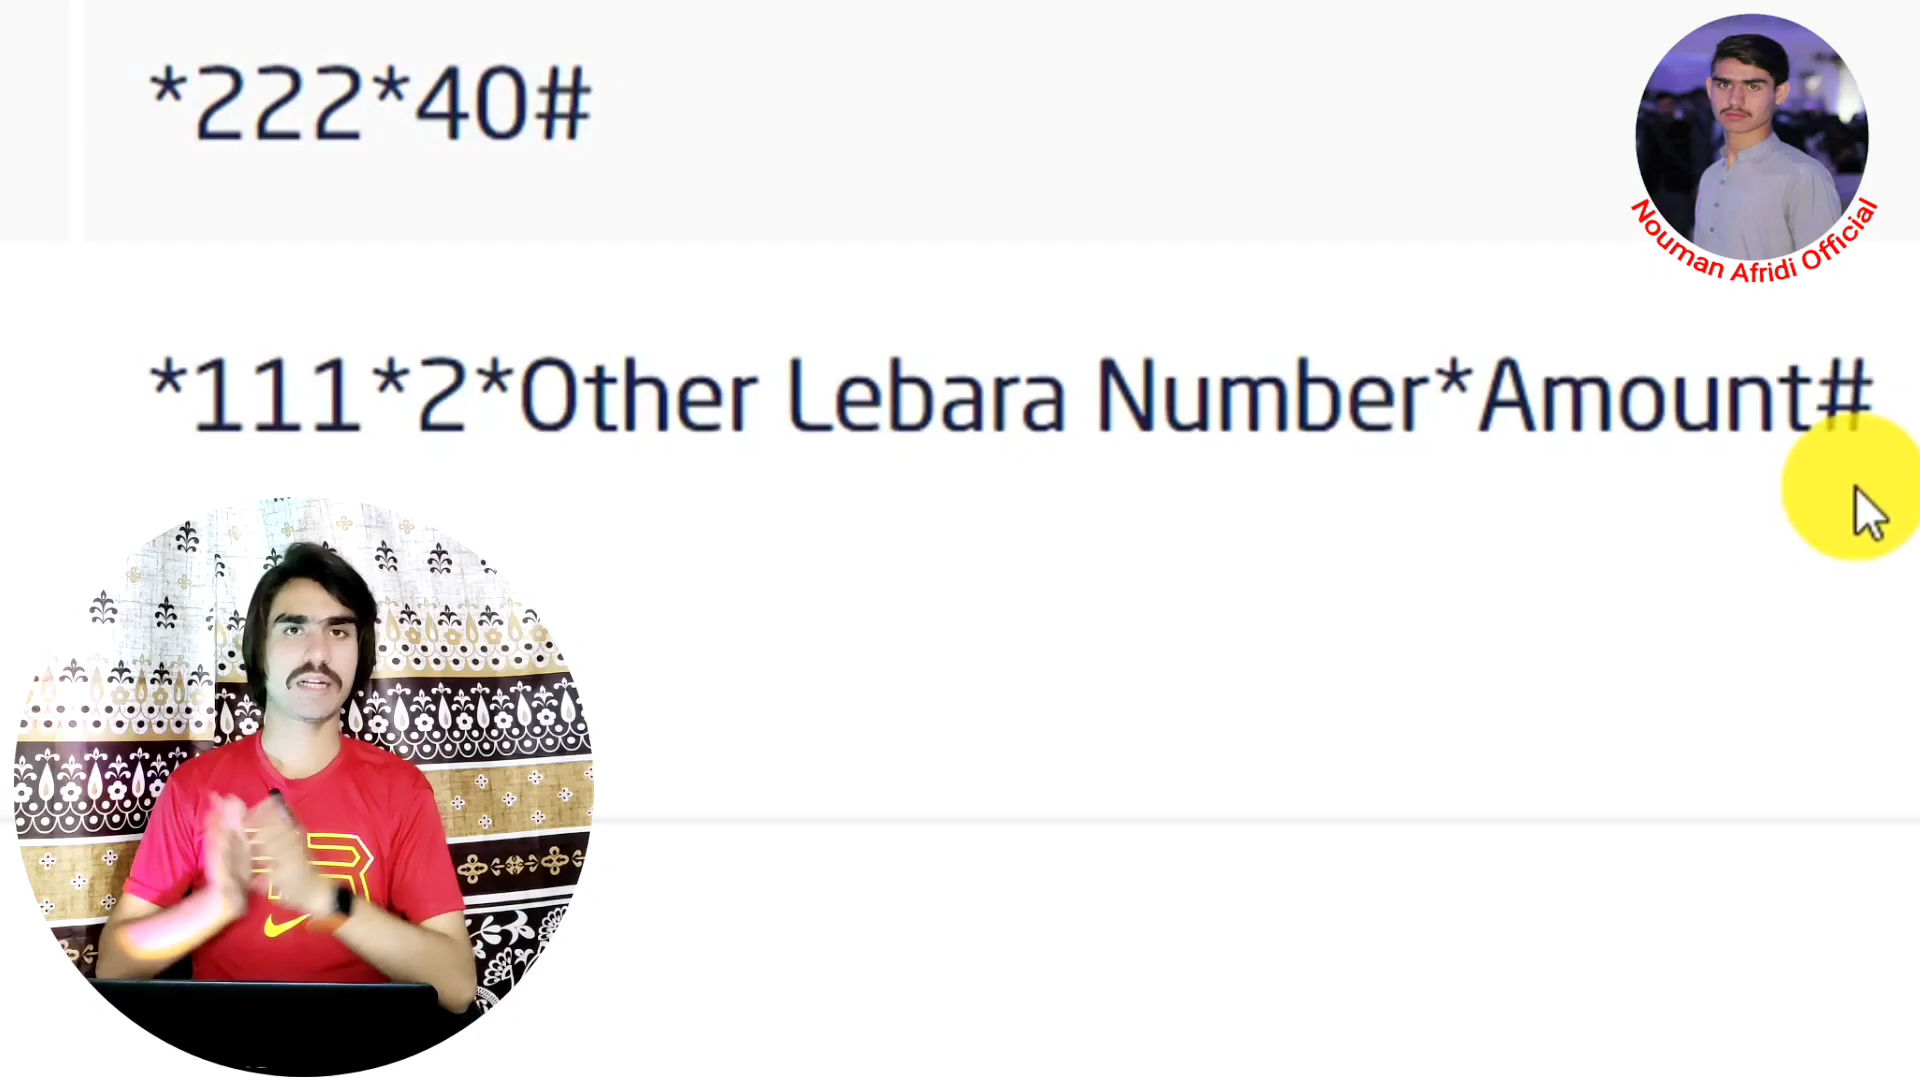 *222*40#
Nouman Afridi Official
*111*2*Other Lebara Number*Amount#